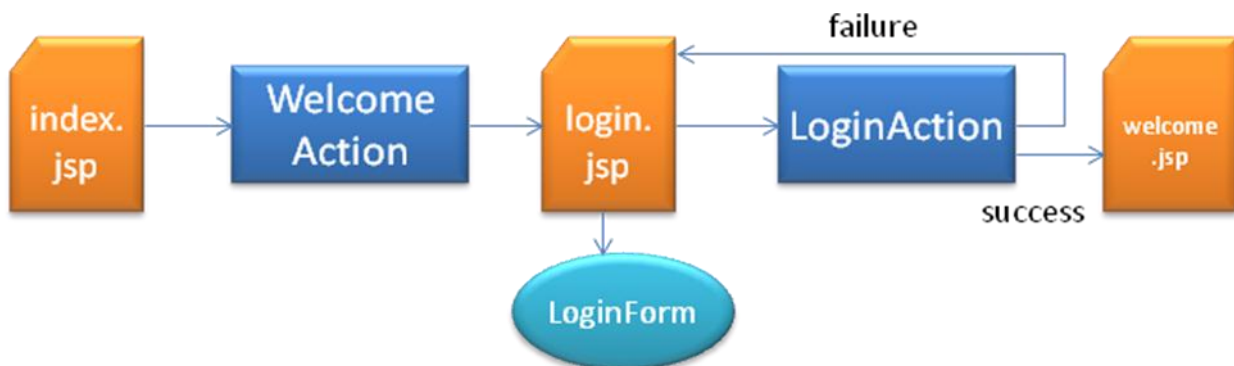 failure
index.
jsp
Welcome
Action
login.
jsp
LoginAction
welcome
.jsp
success
LoginForm